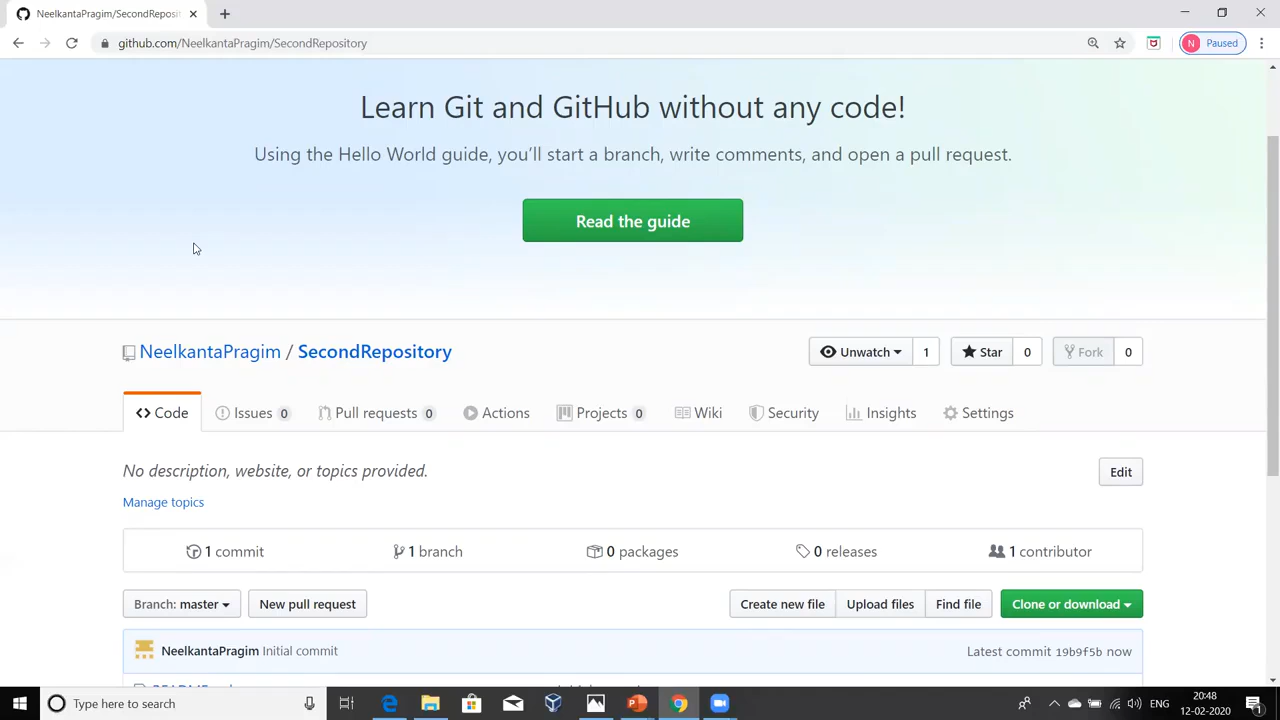 NeelkantaPragim/SecondReposit
github.com/NeelkantaPragim/SecondRepository
N Paused
Learn Git and GitHub without any code!
Using the Hello World guide, you’ll start a branch, write comments, and open a pull request.
Read the guide
NeelkantaPragim / SecondRepository
Unwatch 1 Star 0 Fork 0
Code Issues 0 Pull requests 0 Actions Projects 0 Wiki Security Insights Settings
No description, website, or topics provided.
Edit
Manage topics
1 commit 1 branch 0 packages 0 releases 1 contributor
Branch: master New pull request Create new file Upload files Find file Clone or download
NeelkantaPragim Initial commit Latest commit 19b9f5b now
Type here to search
ENG
20:48
12-02-2020
1